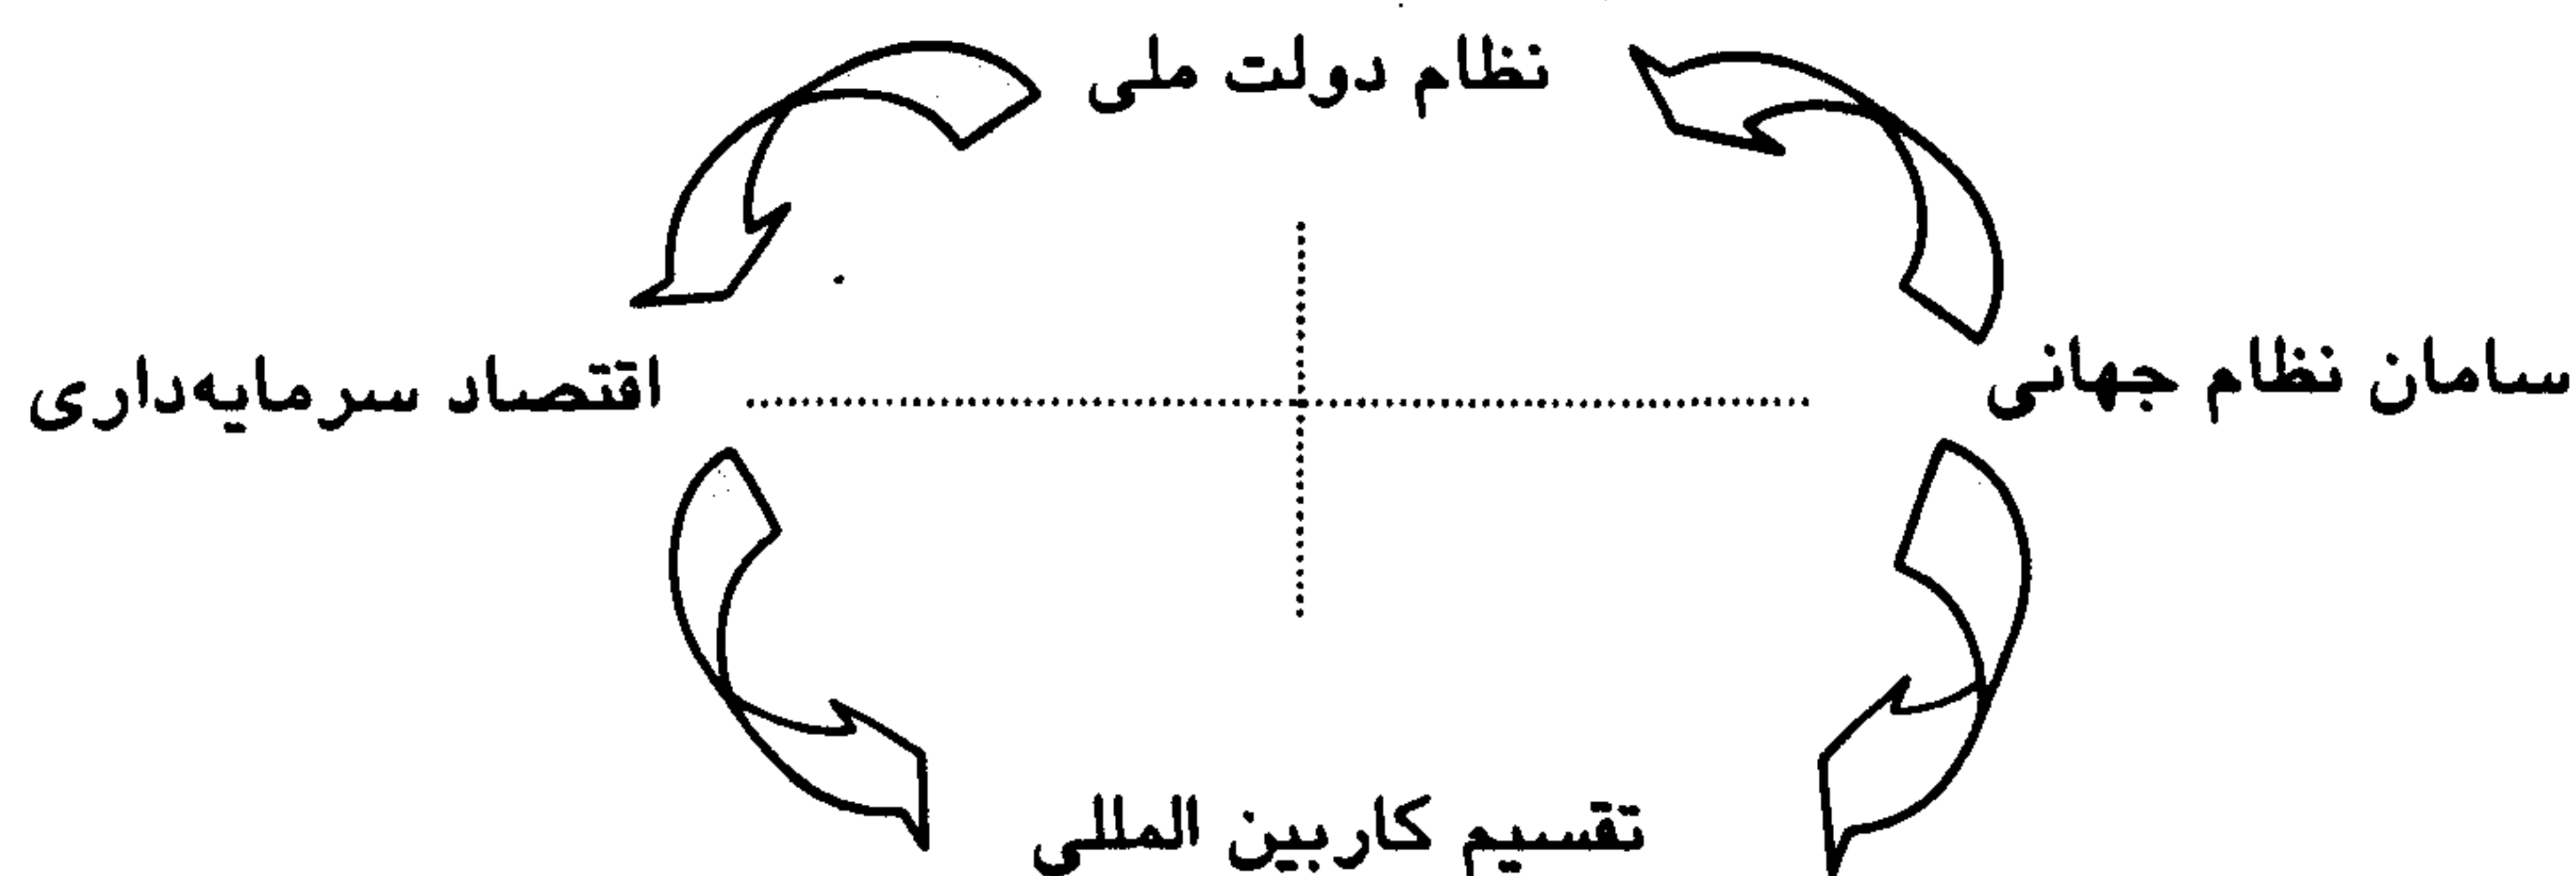 نظام دولت ملی
سامان نظام جهانی
اقتصاد سرمایه‌داری
تقسیم کاربین المللی